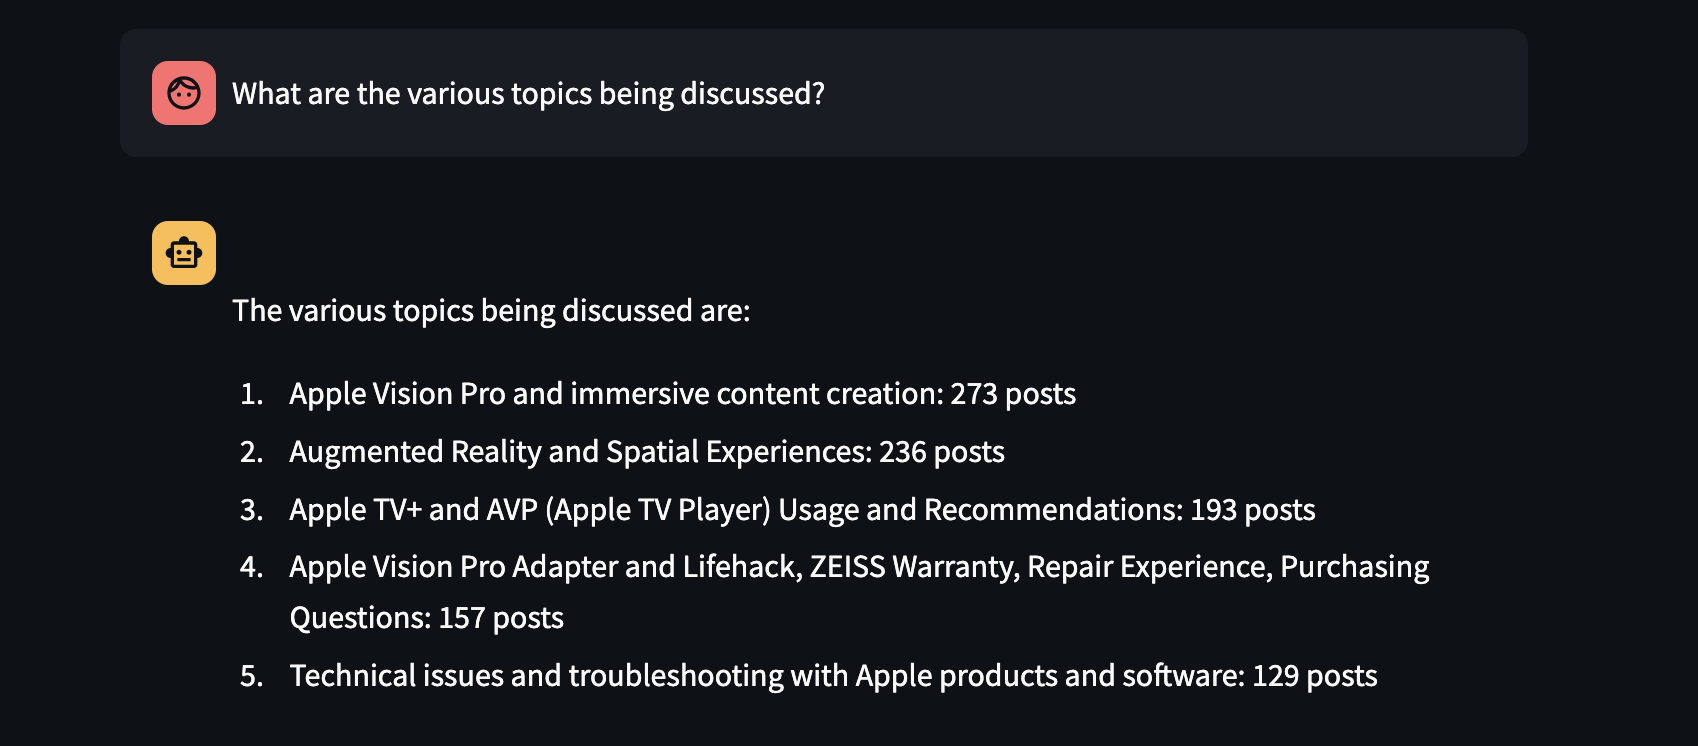 What are the various topics being discussed?
The various topics being discussed are:
1. Apple Vision Pro and immersive content creation: 273 posts
2. Augmented Reality and Spatial Experiences: 236 posts
3. Apple TV+ and AVP (Apple TV Player) Usage and Recommendations: 193 posts
4. Apple Vision Pro Adapter and Lifehack, ZEISS Warranty, Repair Experience, Purchasing
Questions: 157 posts
5. Technical issues and troubleshooting with Apple products and software: 129 posts